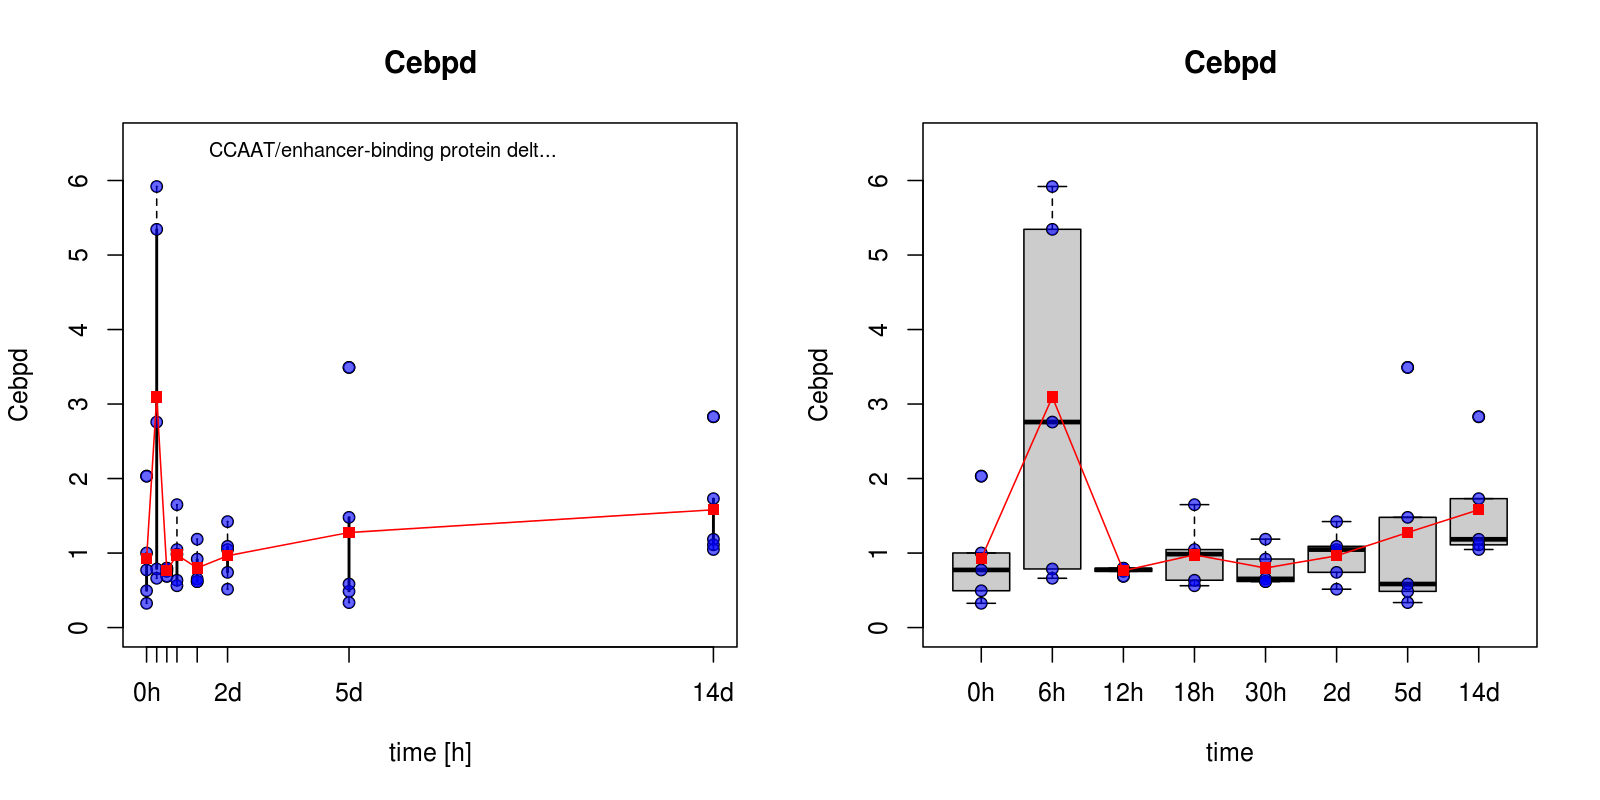 Cebpd
CCAAT/enhancer-binding protein delt...
Cebpd
0 1 2 3 4 5 6
0h 2d 5d 14d
time [h]
Cebpd
Cebpd
0 1 2 3 4 5 6
0h 6h 12h 18h 30h 2d 5d 14d
time